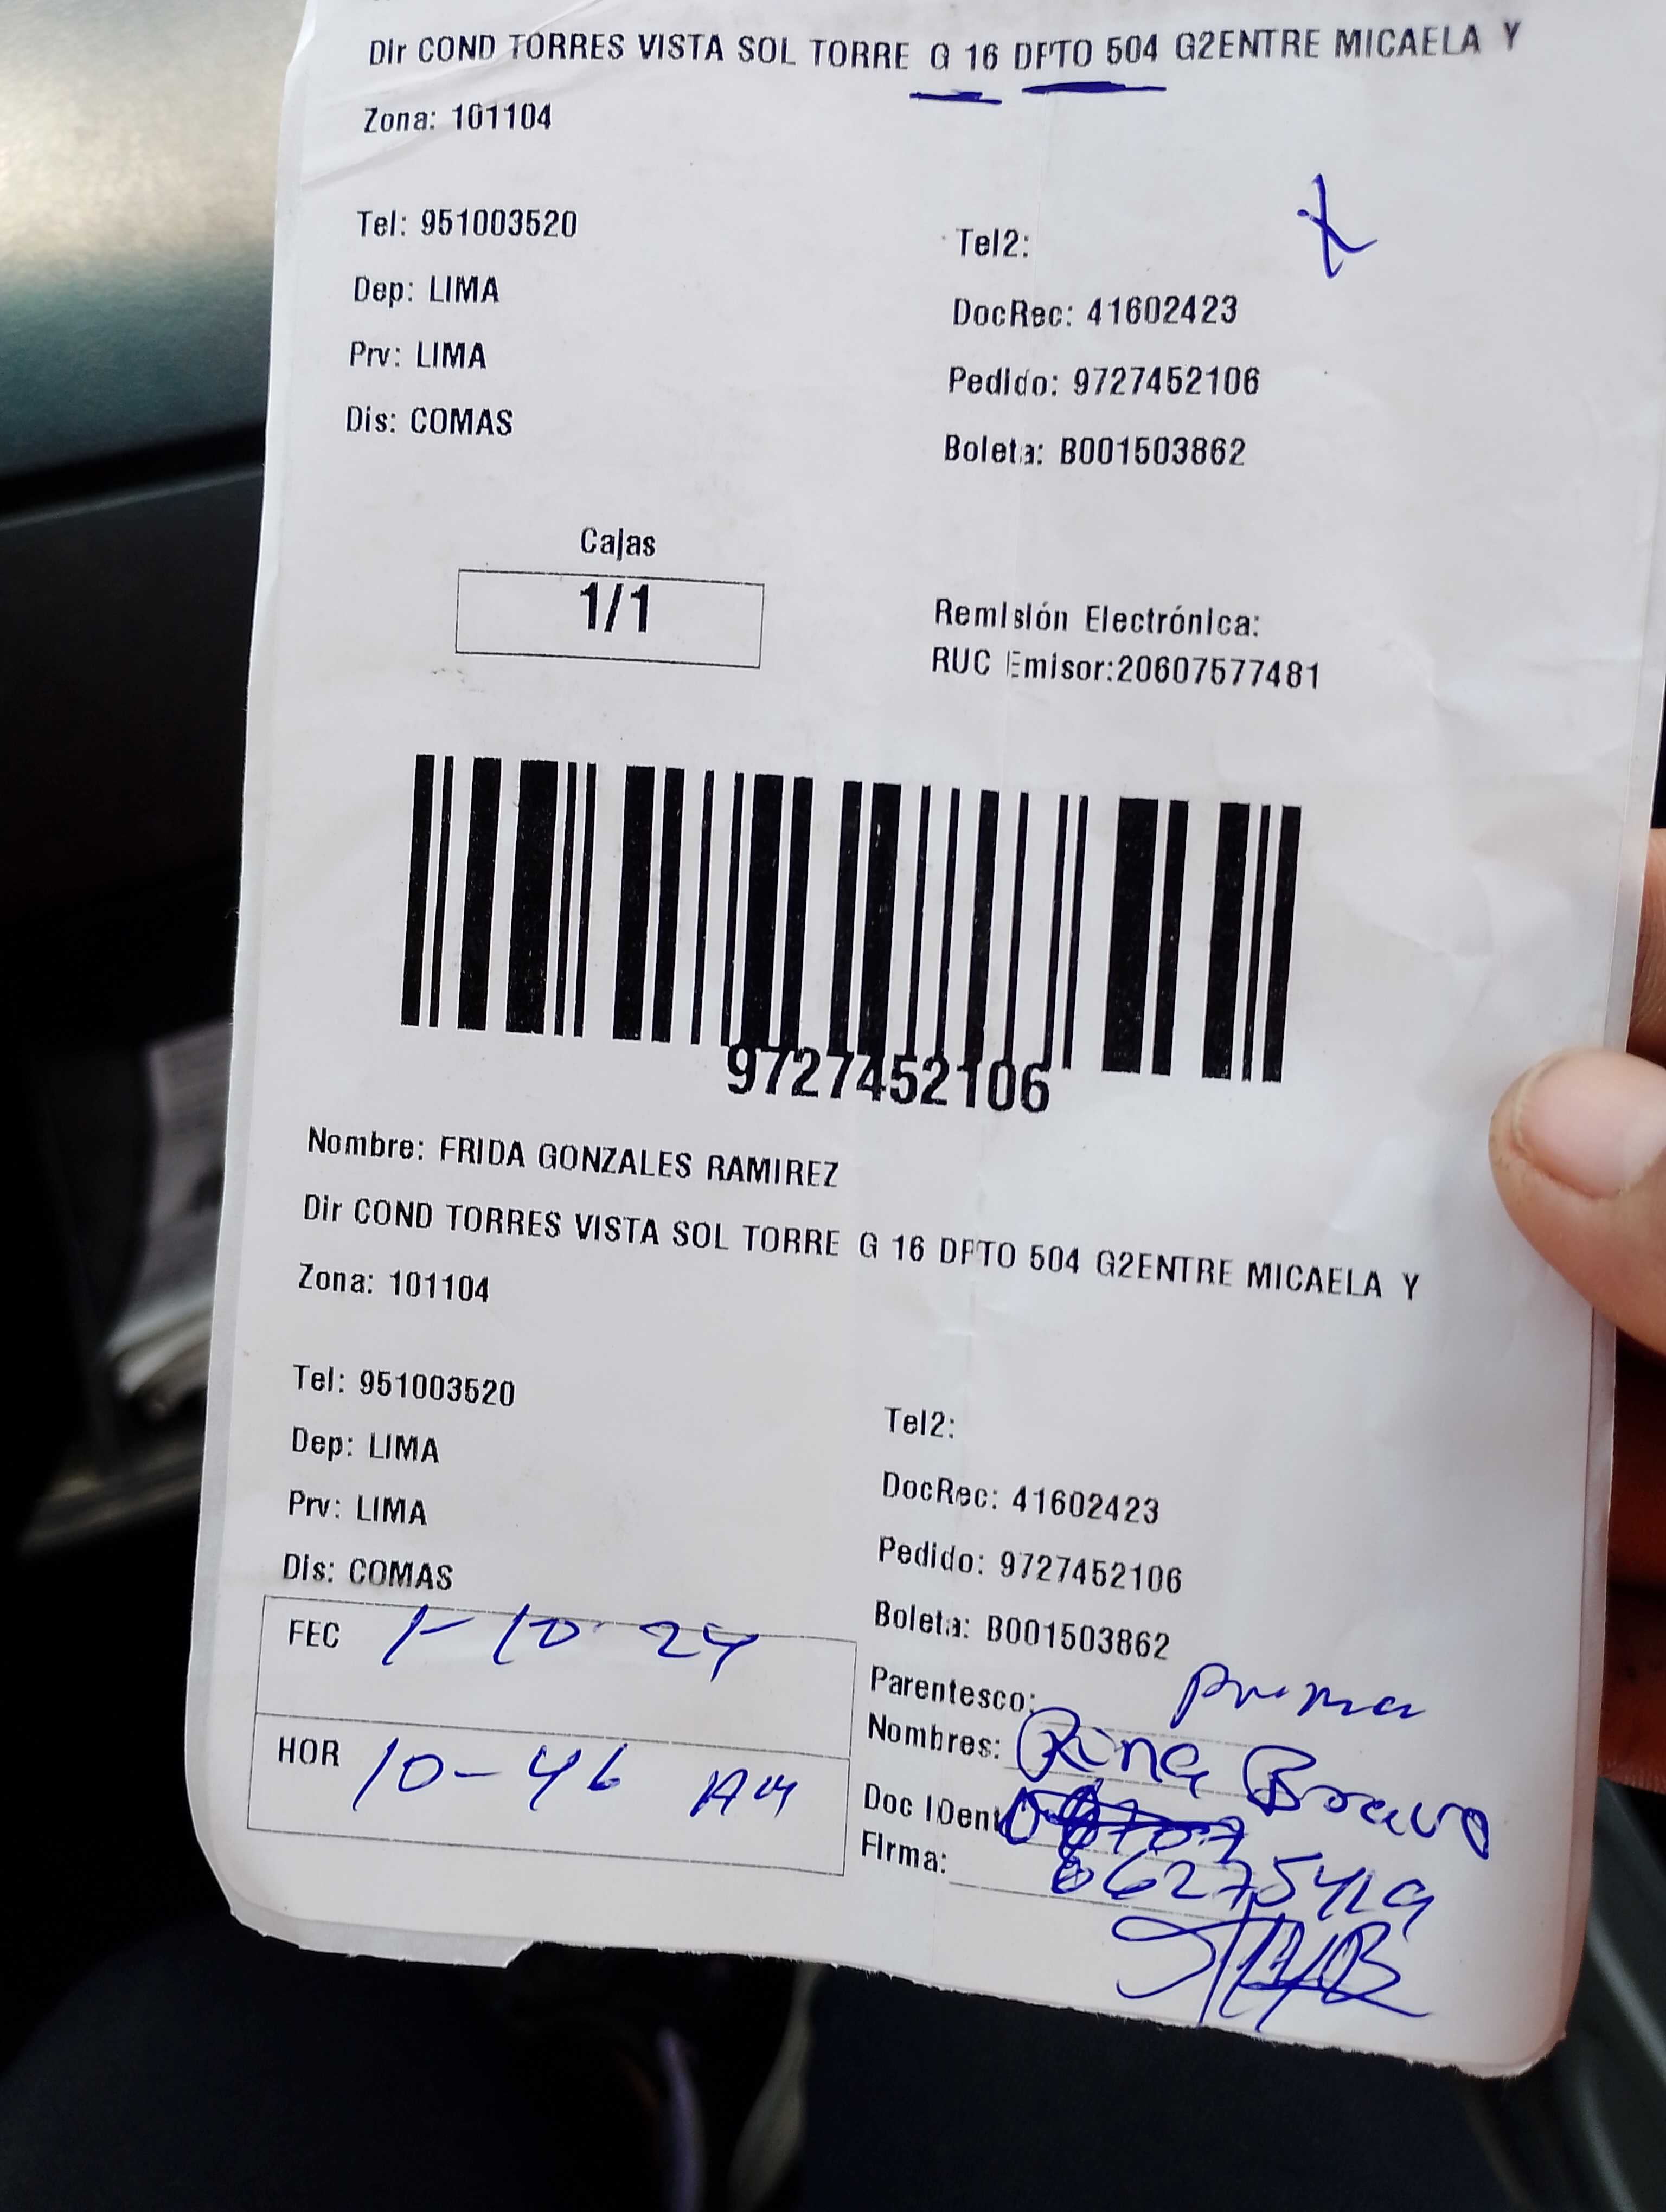 Dir COND TORRES VISTA SOL TORRE G 16 DPTO 504 G2ENTRE MICAELA Y
Zona: 101104
Tel: 951003520
Tel2:
Dep: LIMA
DocRec: 41602423
Prv: LIMA
Pedido: 9727452106
Dis: COMAS
Boleta: B001503862
Cajas
1/1
Remisión Electrónica:
RUC Emisor:20607577481
9727452106
Nombre: FRIDA GONZALES RAMIREZ
Dir COND TORRES VISTA SOL TORRE G 16 DPTO 504 G2ENTRE MICAELA Y
Zona: 101104
Tel: 951003520
Tel2:
Dep: LIMA
DocRec: 41602423
Prv: LIMA
Pedido: 9727452106
Dis: COMAS
Boleta: B001503862
FEC 1-10-24
Parentesco: prima
Nombres: Rina Bravo
HOR 10-46 AM
Doc IDent
Firma: